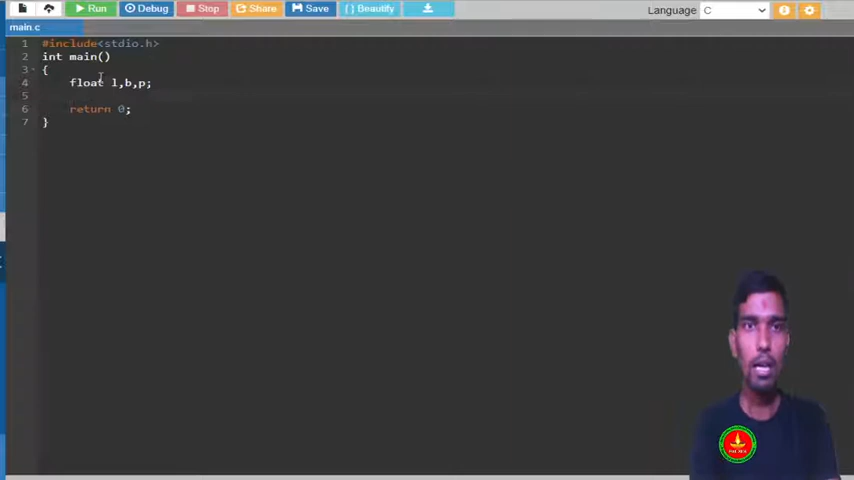 Run Debug Stop Share Save {} Beautify Language C
main.c
1 #include<stdio.h>
2 int main()
3 {
4 float l,b,p;
5
6 return 0;
7 }